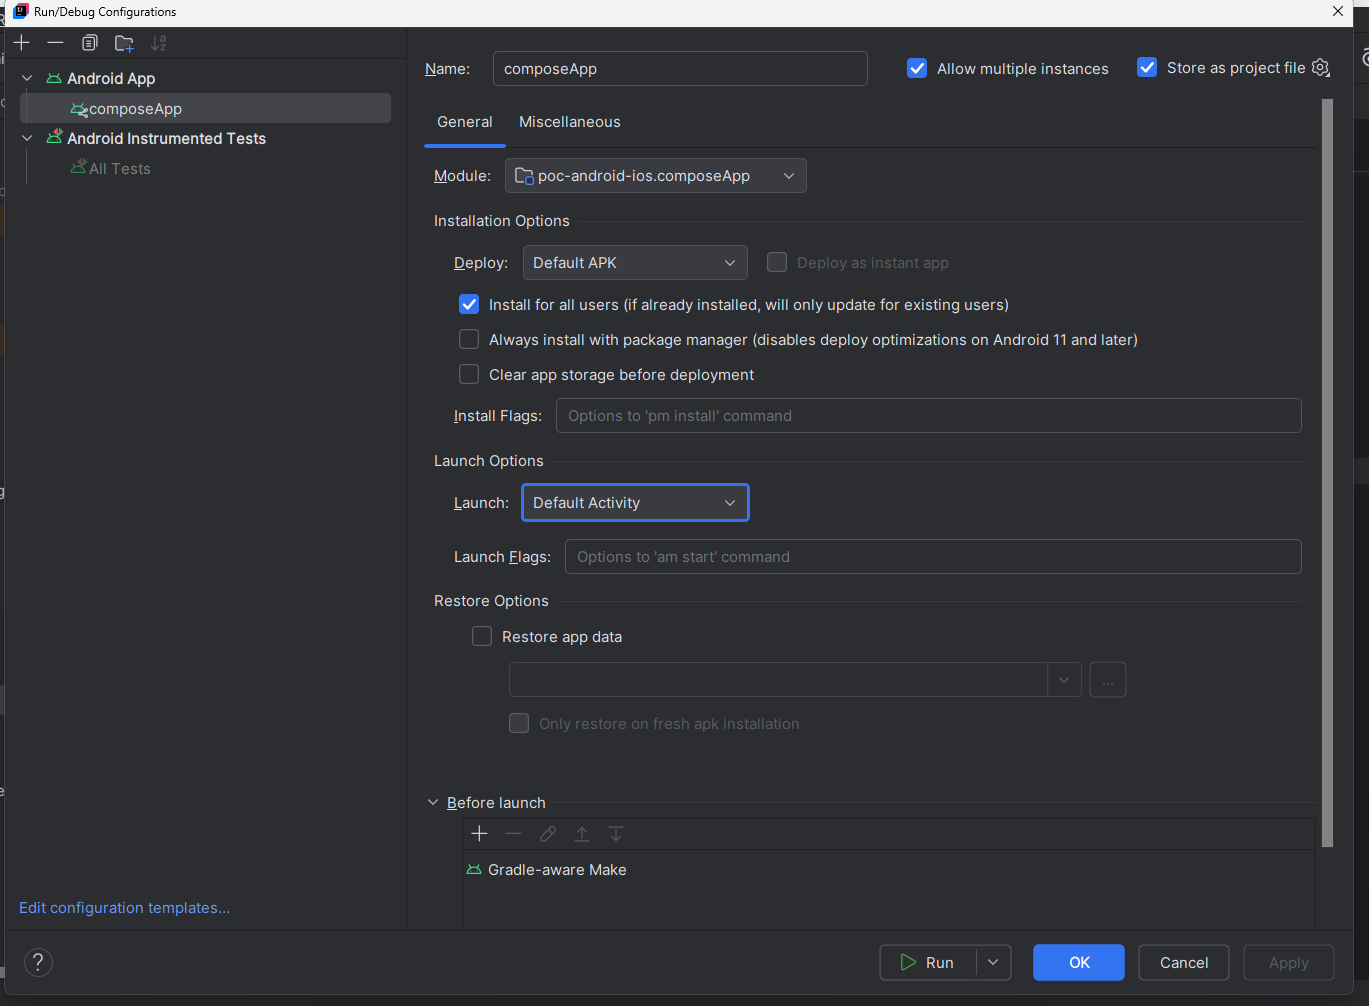 Run/Debug Configurations
Android App
composeApp
Android Instrumented Tests
All Tests
Edit configuration templates...
Name: composeApp Allow multiple instances Store as project file
General Miscellaneous
Module: poc-android-ios.composeApp
Installation Options
Deploy: Default APK Deploy as instant app
Install for all users (if already installed, will only update for existing users)
Always install with package manager (disables deploy optimizations on Android 11 and later)
Clear app storage before deployment
Install Flags: Options to 'pm install' command
Launch Options
Launch: Default Activity
Launch Flags: Options to 'am start' command
Restore Options
Restore app data
...
Only restore on fresh apk installation
Before launch
Gradle-aware Make
? Run OK Cancel Apply